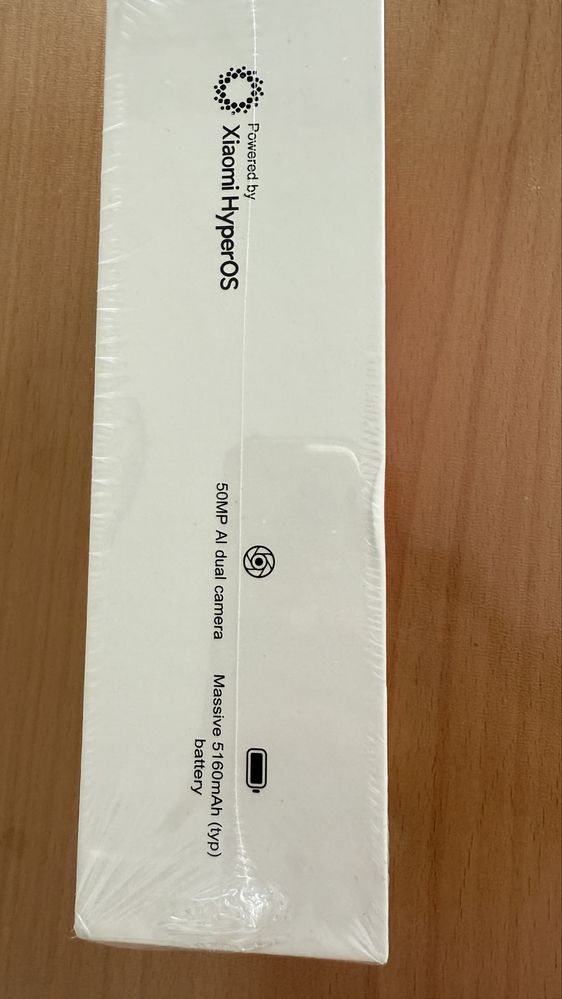 Powered by
Xiaomi HyperOS
50MP AI dual camera
Massive 5160mAh (typ)
battery